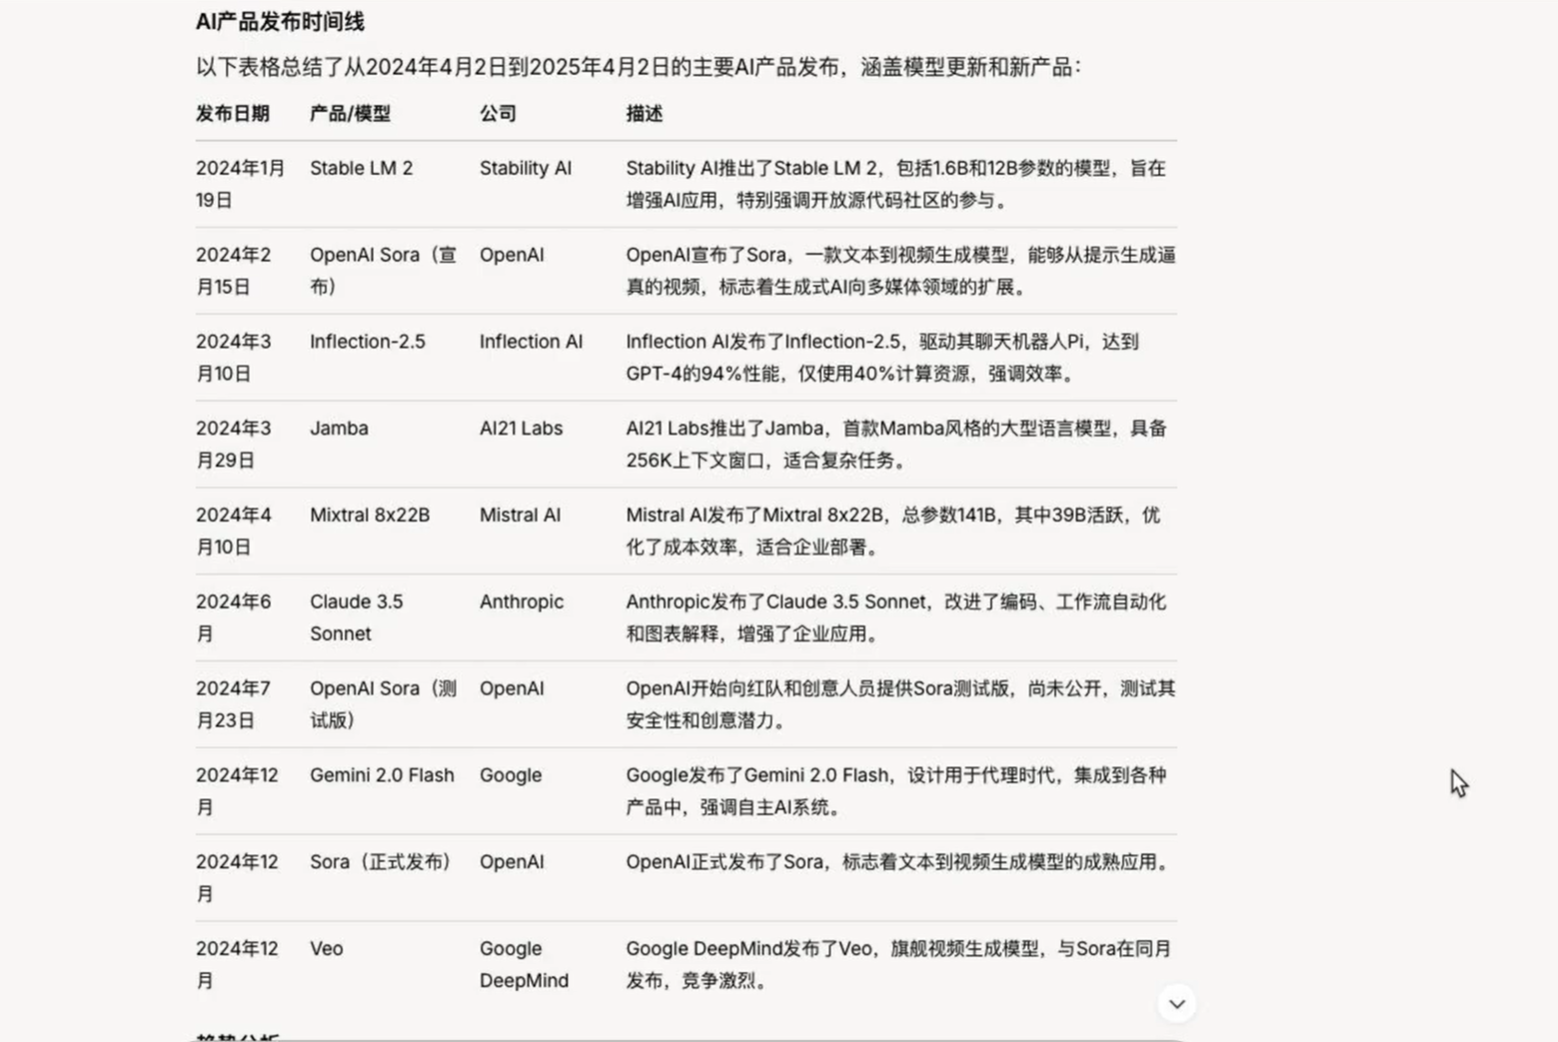 AI产品发布时间线
以下表格总结了从2024年4月2日到2025年4月2日的主要AI产品发布，涵盖模型更新和新产品：
发布日期 产品/模型 公司 描述
2024年1月 Stable LM 2 Stability AI Stability AI推出了Stable LM 2，包括1.6B和12B参数的模型，旨在
19日 增强AI应用，特别强调开放源代码社区的参与。
2024年2 OpenAI Sora（宣 OpenAI OpenAI宣布了Sora，一款文本到视频生成模型，能够从提示生成逼
月15日 布） 真的视频，标志着生成式AI向多媒体领域的扩展。
2024年3 Inflection-2.5 Inflection AI Inflection AI发布了Inflection-2.5，驱动其聊天机器人Pi，达到
月10日 GPT-4的94%性能，仅使用40%计算资源，强调效率。
2024年3 Jamba AI21 Labs AI21 Labs推出了Jamba，首款Mamba风格的大型语言模型，具备
月29日 256K上下文窗口，适合复杂任务。
2024年4 Mixtral 8x22B Mistral AI Mistral AI发布了Mixtral 8x22B，总参数141B，其中39B活跃，优
月10日 化了成本效率，适合企业部署。
2024年6 Claude 3.5 Anthropic Anthropic发布了Claude 3.5 Sonnet，改进了编码、工作流自动化
月 Sonnet 和图表解释，增强了企业应用。
2024年7 OpenAI Sora（测 OpenAI OpenAI开始向红队和创意人员提供Sora测试版，尚未公开，测试其
月23日 试版） 安全性和创意潜力。
2024年12 Gemini 2.0 Flash Google Google发布了Gemini 2.0 Flash，设计用于代理时代，集成到各种
月 产品中，强调自主AI系统。
2024年12 Sora（正式发布） OpenAI OpenAI正式发布了Sora，标志着文本到视频生成模型的成熟应用。
月
2024年12 Veo Google Google DeepMind发布了Veo，旗舰视频生成模型，与Sora在同月
月 DeepMind 发布，竞争激烈。
趋势分析